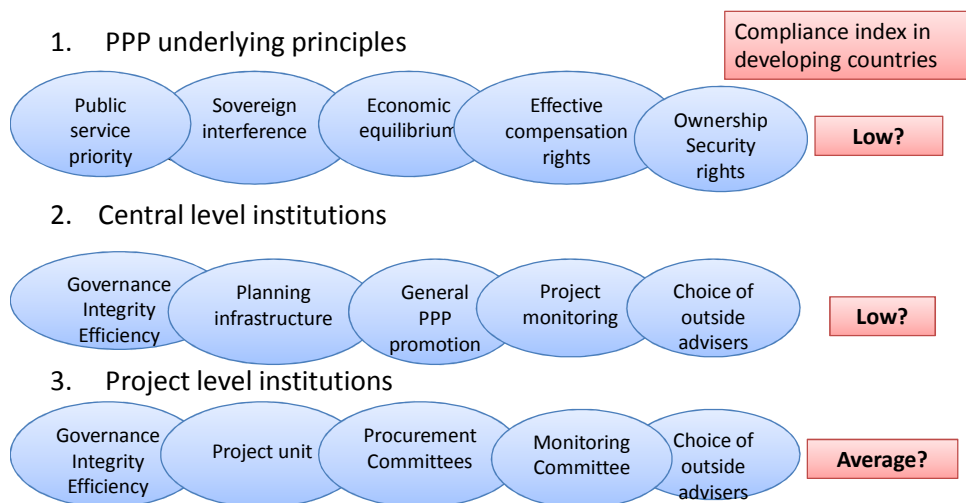 1. PPP underlying principles
Compliance index in
developing countries
Public
service
priority
Sovereign
interference
Economic
equilibrium
Effective
compensation
rights
Ownership
Security
rights
Low?
2. Central level institutions
Governance
Integrity
Efficiency
Planning
infrastructure
General
PPP
promotion
Project
monitoring
Choice of
outside
advisers
Low?
3. Project level institutions
Governance
Integrity
Efficiency
Project unit
Procurement
Committees
Monitoring
Committee
Choice of
outside
advisers
Average?